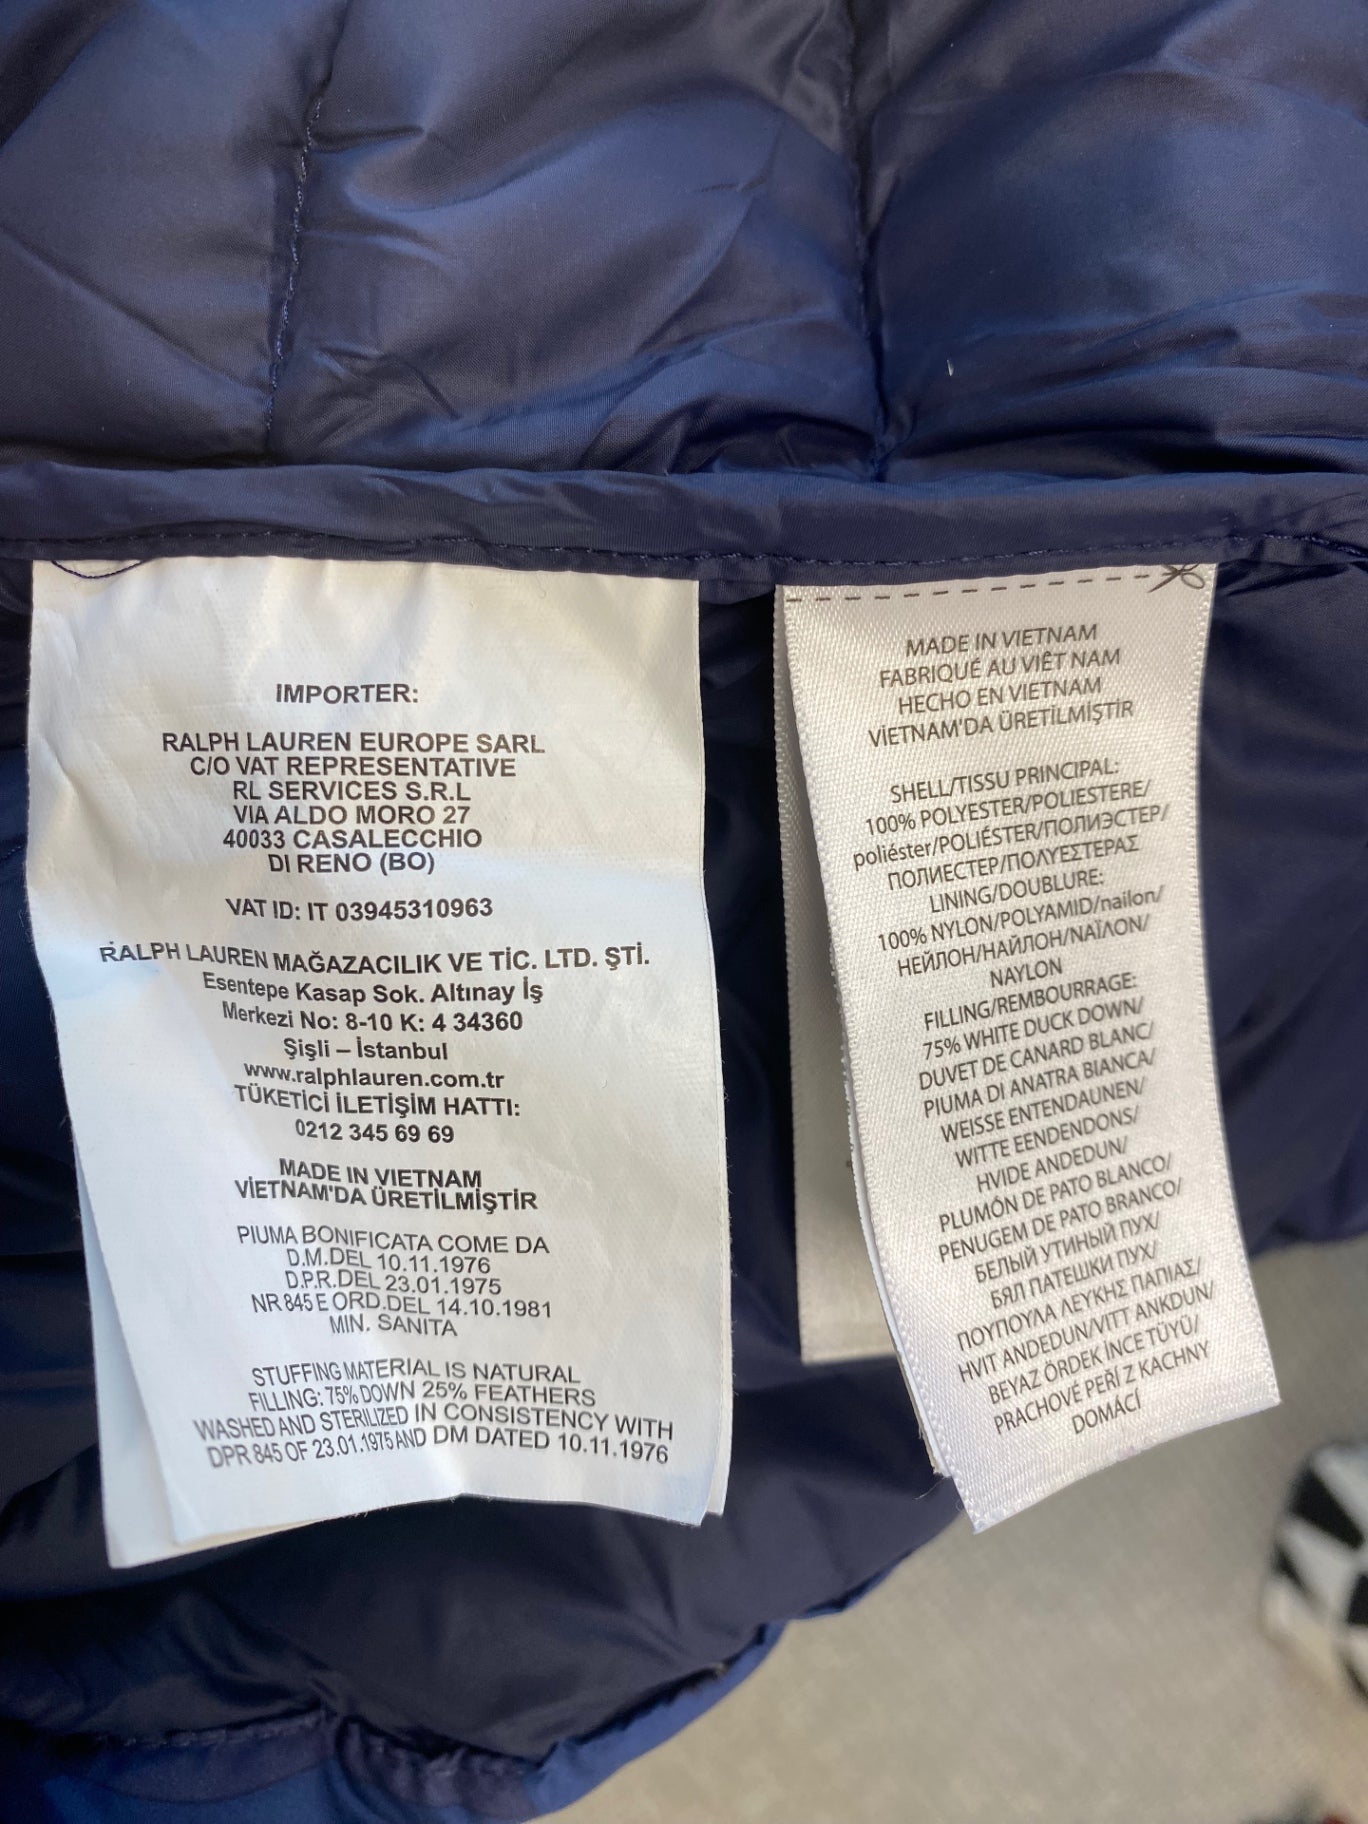 IMPORTER:
RALPH LAUREN EUROPE SARL
C/O VAT REPRESENTATIVE
RL SERVICES S.R.L
VIA ALDO MORO 27
40033 CASALECCHIO
DI RENO (BO)
VAT ID: IT 03945310963
RALPH LAUREN MAĞAZACILIK VE TİC. LTD. ŞTİ.
Esentepe Kasap Sok. Altınay İş
Merkezi No: 8-10 K: 4 34360
Şişli – İstanbul
www.ralphlauren.com.tr
TÜKETİCİ İLETİŞİM HATTI:
0212 345 69 69
MADE IN VIETNAM
VİETNAM'DA ÜRETİLMİŞTİR
PIUMA BONIFICATA COME DA
D.M.DEL 10.11.1976
D.P.R.DEL 23.01.1975
NR 845 E ORD.DEL 14.10.1981
MIN. SANITA
STUFFING MATERIAL IS NATURAL
FILLING: 75% DOWN 25% FEATHERS
WASHED AND STERILIZED IN CONSISTENCY WITH
DPR 845 OF 23.01.1975 AND DM DATED 10.11.1976
MADE IN VIETNAM
FABRIQUÉ AU VIÊT NAM
HECHO EN VIETNAM
VİETNAM'DA ÜRETİLMİŞTİR
SHELL/TISSU PRINCIPAL:
100% POLYESTER/POLIESTERE/
poliéster/POLIÉSTER/ПОЛИЭСТЕР/
ПОЛИЕСТЕР/ΠΟΛΥΕΣΤΕΡΑΣ
LINING/DOUBLURE:
100% NYLON/POLYAMID/nailon/
НЕЙЛОН/НАЙЛОН/ΝΑΪΛΟΝ/
NAYLON
FILLING/REMBOURRAGE:
75% WHITE DUCK DOWN/
DUVET DE CANARD BLANC/
PIUMA DI ANATRA BIANCA/
WEISSE ENTENDAUNEN/
WITTE EENDENDONS/
HVIDE ANDEDUN/
PLUMÓN DE PATO BLANCO/
PENUGEM DE PATO BRANCO/
БЕЛЫЙ УТИНЫЙ ПУХ/
БЯЛ ПАТЕШКИ ПУХ/
ΠΟΥΠΟΥΛΑ ΛΕΥΚΗΣ ΠΑΠΙΑΣ/
HVIT ANDEDUN/VITT ANKDUN/
BEYAZ ÖRDEK İNCE TÜYÜ/
PRACHOVÉ PEŘÍ Z KACHNY
DOMÁCÍ